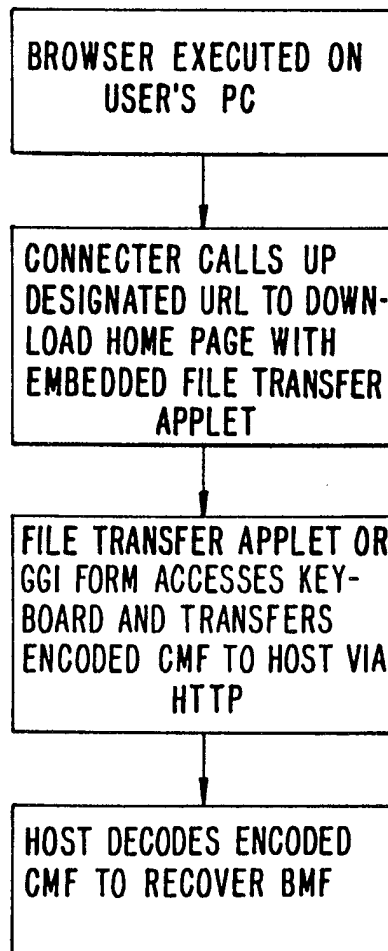 BROWSER EXECUTED ON
USER'S PC
CONNECTER CALLS UP
DESIGNATED URL TO DOWN-
LOAD HOME PAGE WITH
EMBEDDED FILE TRANSFER
APPLET
FILE TRANSFER APPLET OR
GGI FORM ACCESSES KEY-
BOARD AND TRANSFERS
ENCODED CMF TO HOST VIA
HTTP
HOST DECODES ENCODED
CMF TO RECOVER BMF